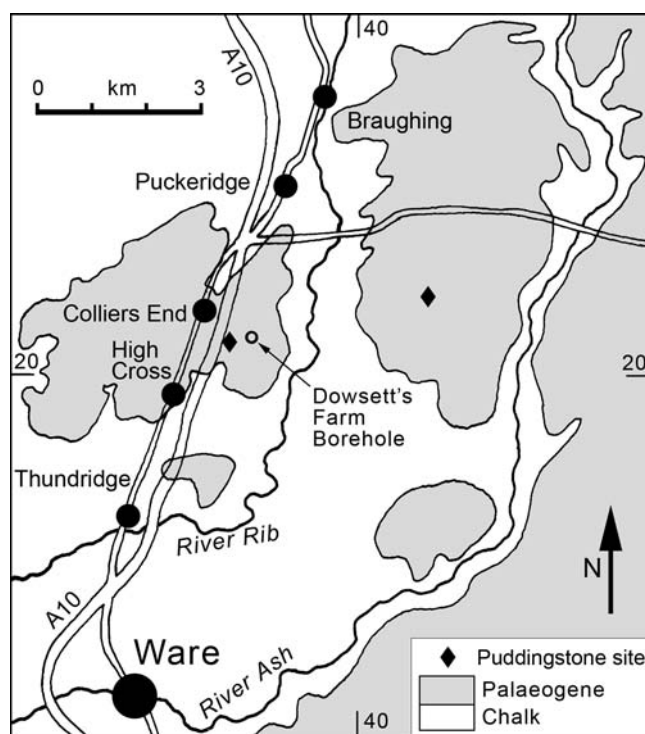 40
A10
0 km 3
Braughing
Puckeridge
Colliers End
High
Cross
20
20
Dowsett's
Farm
Borehole
Thundridge
River Rib
N
A10
Ware
River Ash
40
Puddingstone site
Palaeogene
Chalk